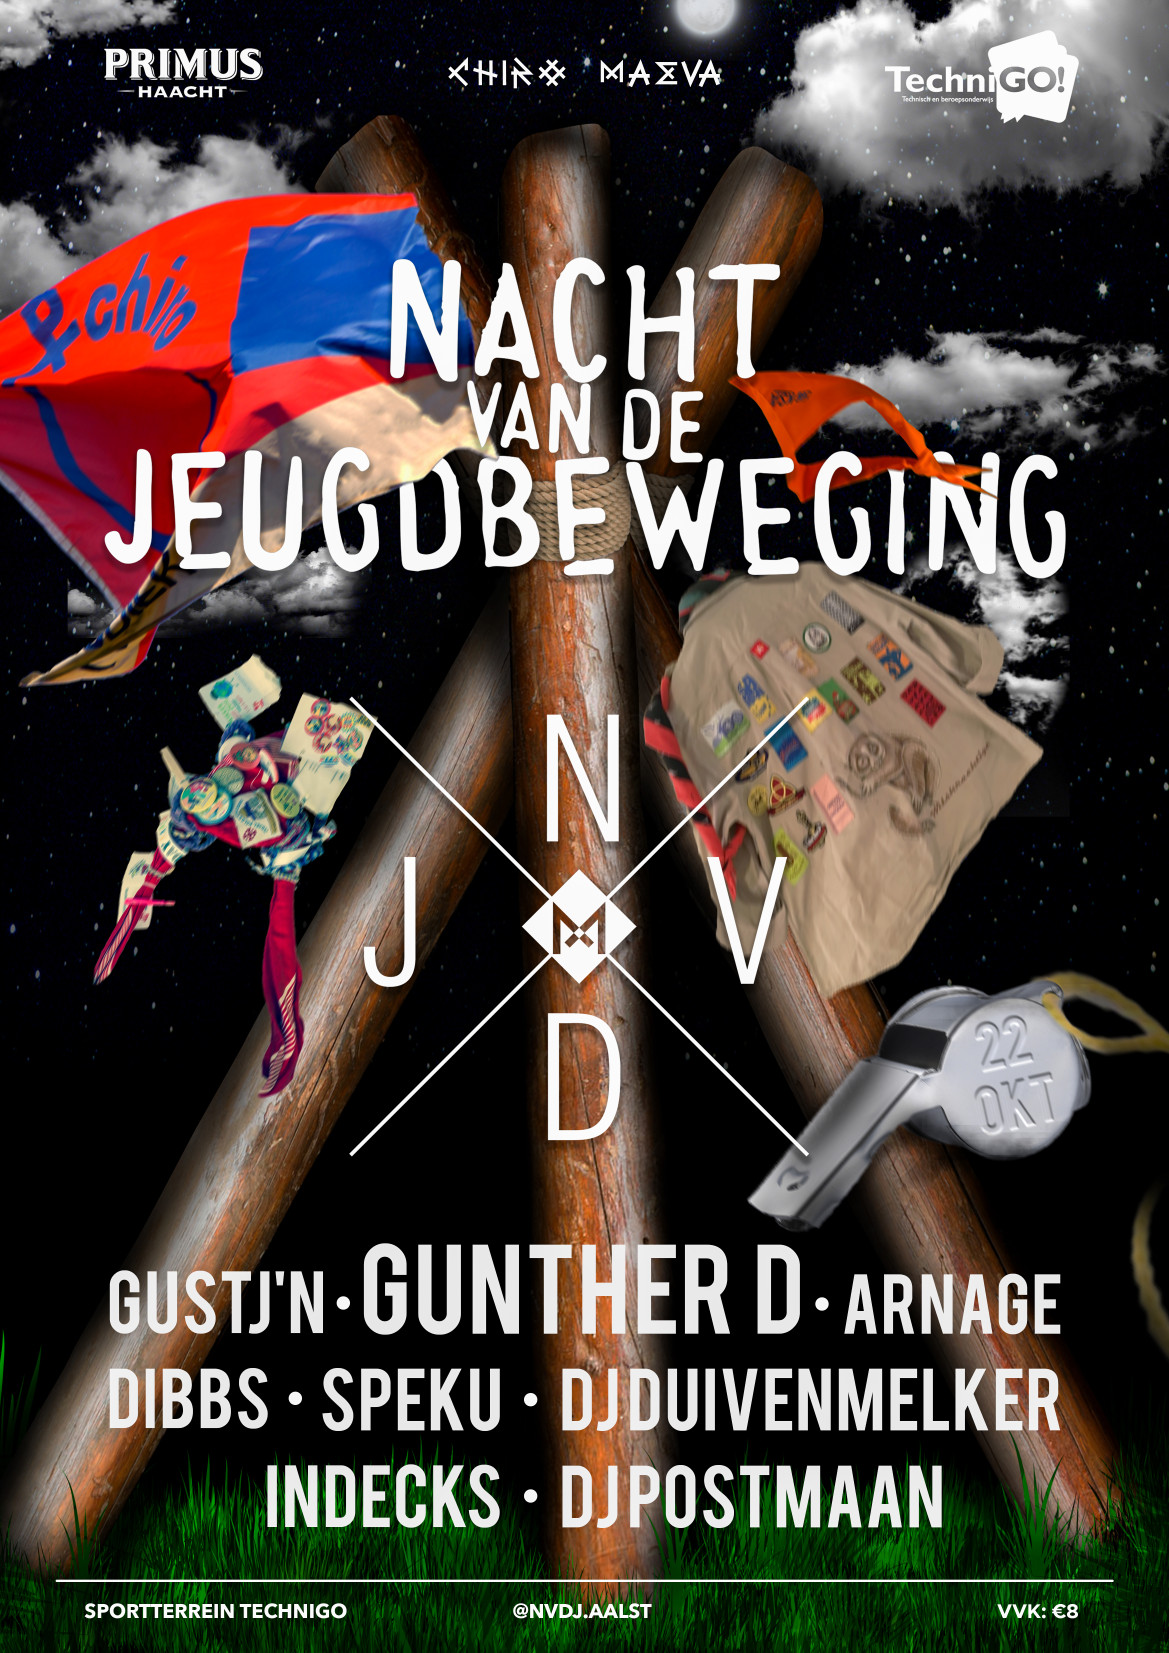 PRIMUS
HAACHT
CHIRO MAEVA
TechniGO!
Technisch en beroepsonderwijs
chiro
NACHT
VAN DE
JEUGDBEWEGING
N
J M V
D
22
OKT
GUSTJ'N • GUNTHER D • ARNAGE
DIBBS • SPEKU • DJ DUIVENMELKER
INDECKS • DJ POSTMAAN
SPORTTERREIN TECHNIGO @NVDJ.AALST VVK: €8